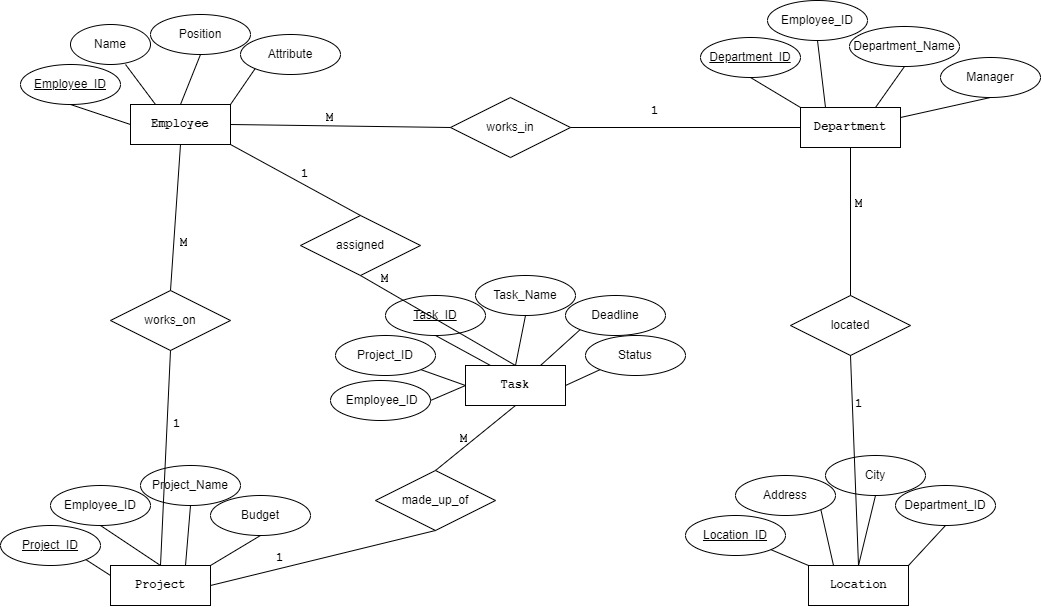 Employee_ID
Name
Position
Attribute
Employee
M
works_in
1
Department_ID
Employee_ID
Department_Name
Manager
Department
1
assigned
M
M
works_on
1
M
located
1
Task_ID
Task_Name
Deadline
Status
Project_ID
Employee_ID
Task
M
made_up_of
1
Project_ID
Employee_ID
Project_Name
Budget
Project
Location_ID
Address
City
Department_ID
Location